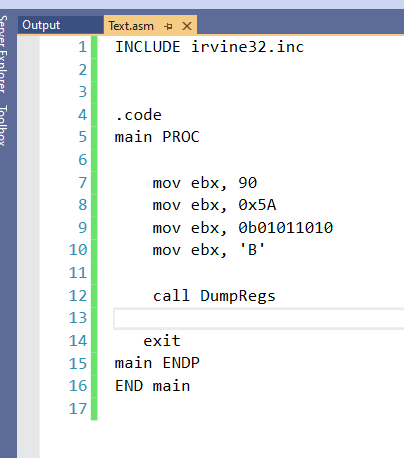 Server Explorer
Toolbox
Output
Text.asm
1 INCLUDE irvine32.inc
2
3
4 .code
5 main PROC
6
7 mov ebx, 90
8 mov ebx, 0x5A
9 mov ebx, 0b01011010
10 mov ebx, 'B'
11
12 call DumpRegs
13
14 exit
15 main ENDP
16 END main
17